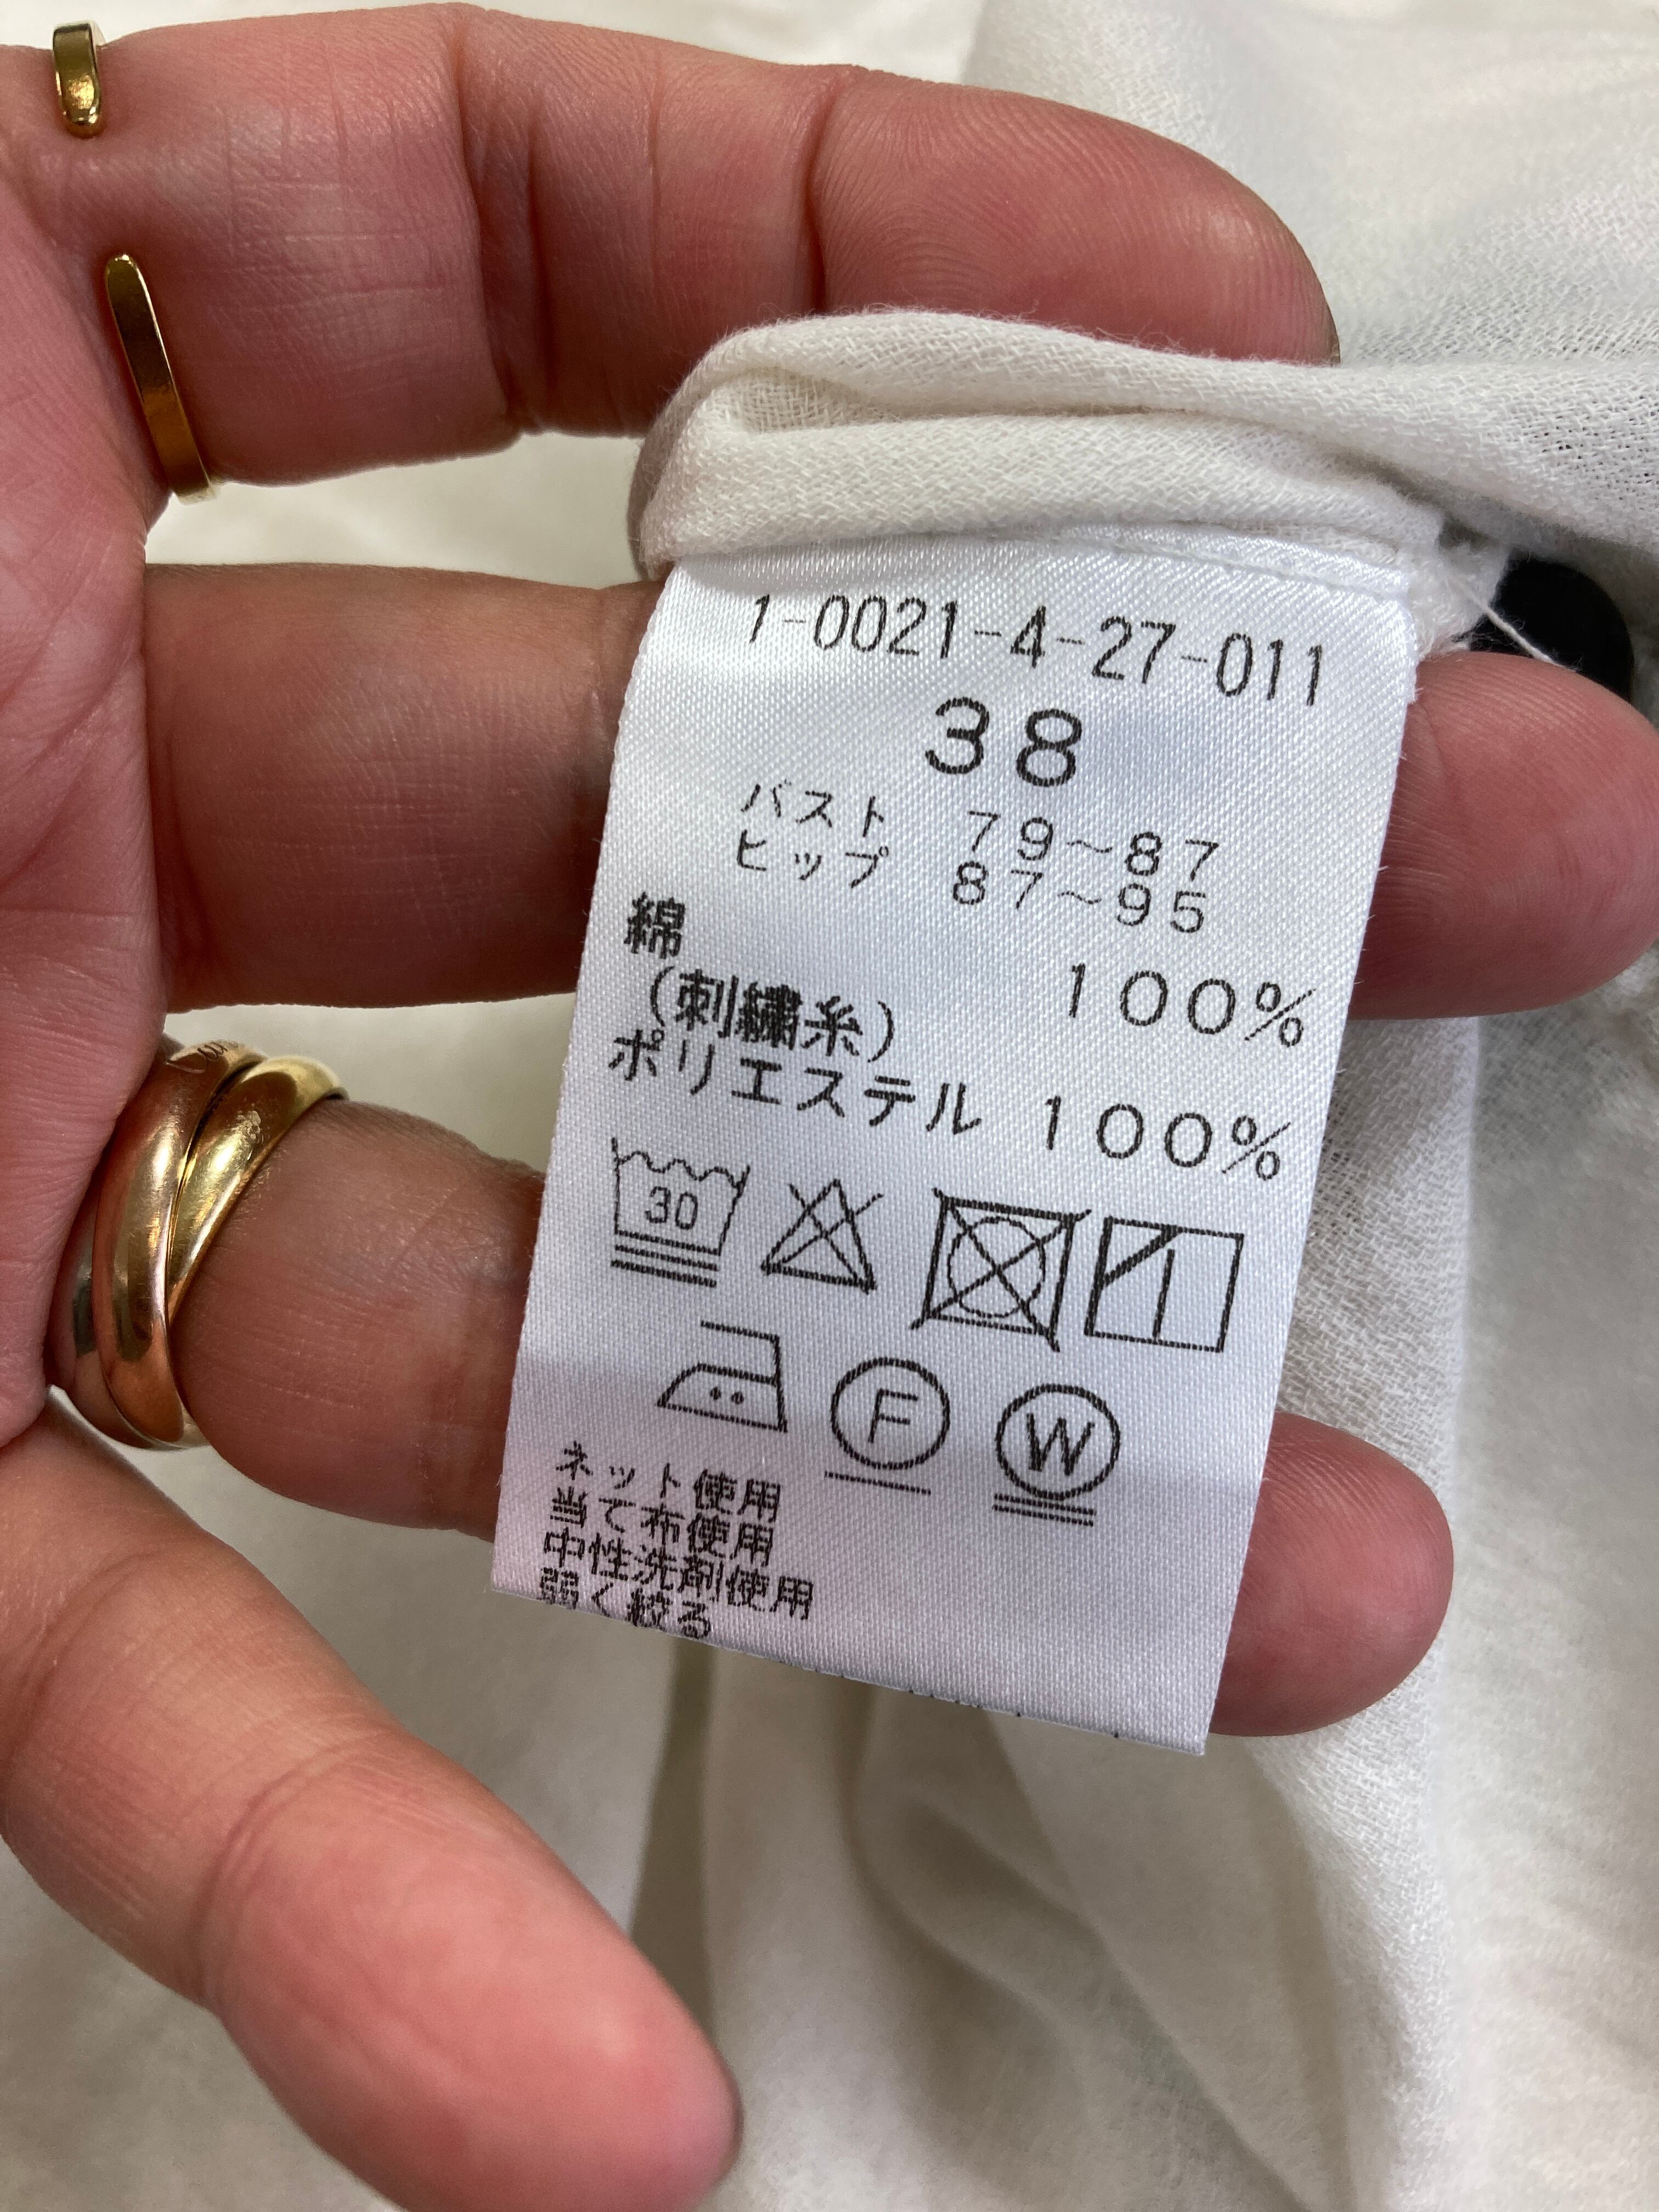 1-0021-4-27-011
38
バスト 79～87
ヒップ 87～95
綿 100%
(刺繍糸)
ポリエステル 100%
30
F
W
ネット使用
当て布使用
中性洗剤使用
弱く絞る